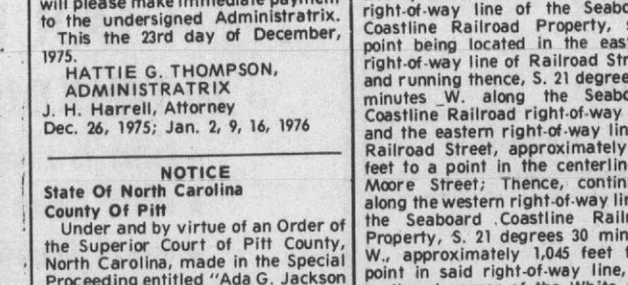 will please make immediate payment
to the undersigned Administratrix.
This the 23rd day of December,
1975.
HATTIE G. THOMPSON,
ADMINISTRATRIX
J. H. Harrell, Attorney
Dec. 26, 1975; Jan. 2, 9, 16, 1976
NOTICE
State Of North Carolina
County Of Pitt
Under and by virtue of an Order of
the Superior Court of Pitt County,
North Carolina, made in the Special
Proceeding entitled "Ada G. Jackson
right-of-way line of the Seabo
Coastline Railroad Property, s
point being located in the eas
right-of-way line of Railroad Str
and running thence, S. 21 degree
minutes W. along the Seabo
Coastline Railroad right-of-way
and the eastern right-of-way lin
Railroad Street, approximately
feet to a point in the centerlin
Moore Street; Thence, contin
along the western right-of-way lin
the Seaboard Coastline Railr
Property, S. 21 degrees 30 min
W., approximately 1,045 feet t
point in said right-of-way line,
of the White